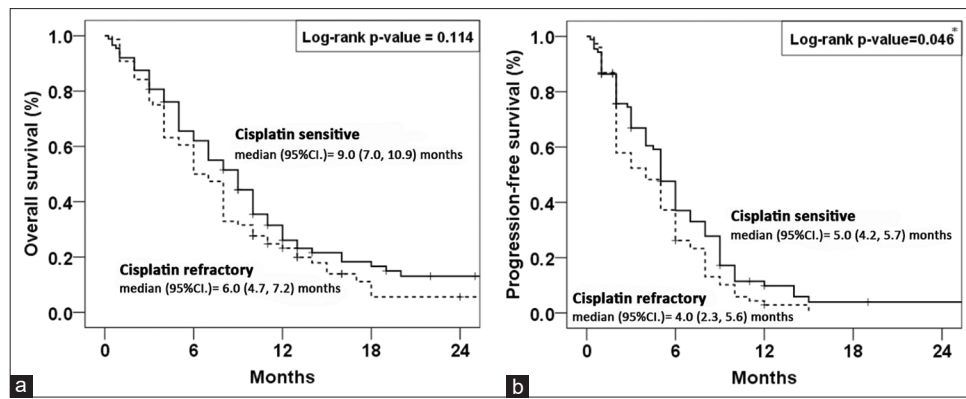 Log-rank p-value = 0.114
Overall survival (%)
1.0
0.8
0.6
0.4
0.2
0.0
Cisplatin sensitive
median (95%CI.)= 9.0 (7.0, 10.9) months
Cisplatin refractory
median (95%CI.)= 6.0 (4.7, 7.2) months
0 6 12 18 24
Months
a
Log-rank p-value=0.046*
Progression-free survival (%)
1.0
0.8
0.6
0.4
0.2
0.0
Cisplatin sensitive
median (95%CI.)= 5.0 (4.2, 5.7) months
Cisplatin refractory
median (95%CI.)= 4.0 (2.3, 5.6) months
0 6 12 18 24
Months
b